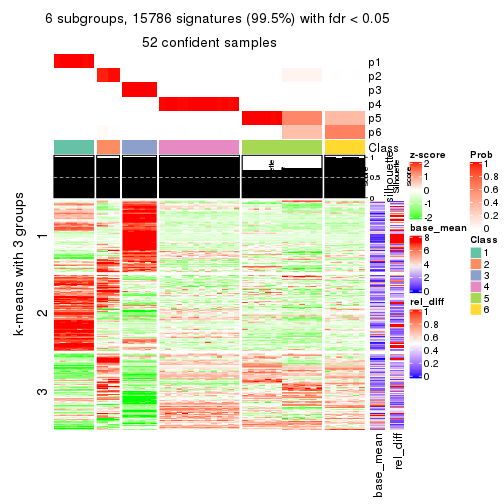 6 subgroups, 15786 signatures (99.5%) with fdr < 0.05
52 confident samples
p1
p2
p3
p4
p5
p6
Class
1
0.5
0
silhouette
k-means with 3 groups
1
2
3
base_mean
rel_diff
z-score
2
1
0
-1
-2
base_mean
8
6
4
2
0
rel_diff
1
0.8
0.6
0.4
0.2
0
Prob
1
0.8
0.6
0.4
0.2
0
Class
1
2
3
4
5
6